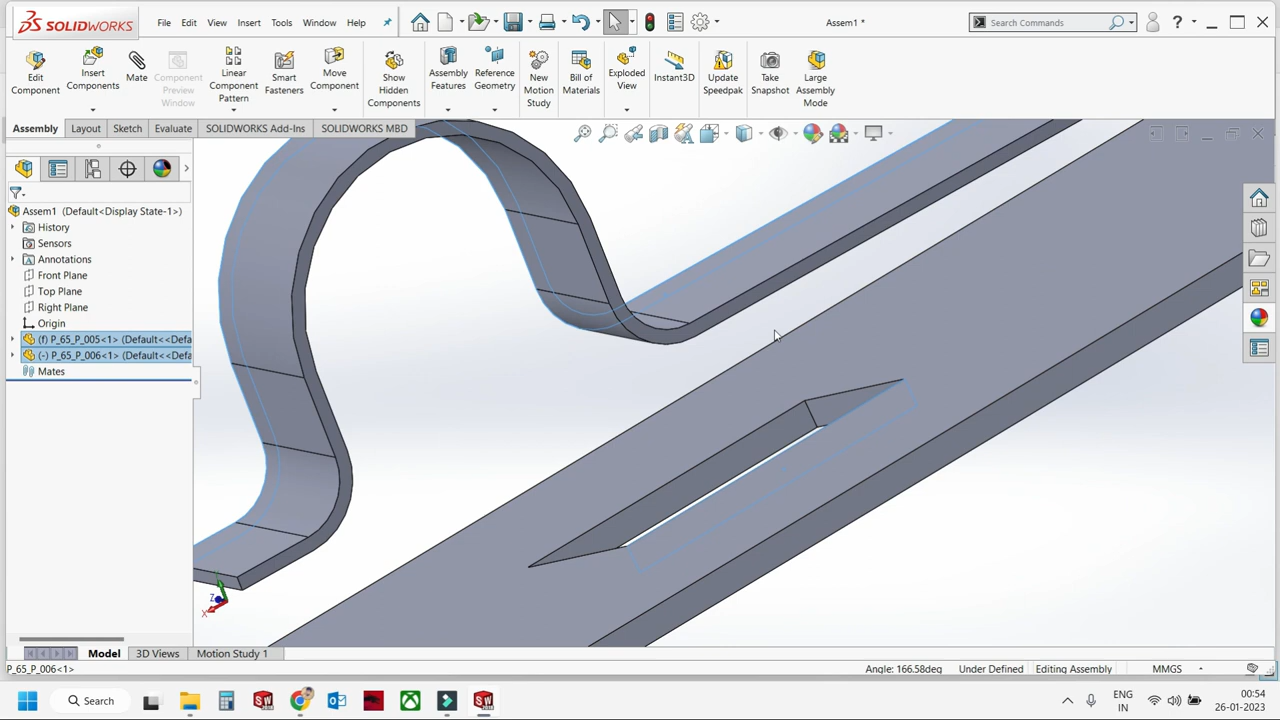 SOLIDWORKS File Edit View Insert Tools Window Help Assem1 * Search Commands ?
Edit Component
Insert Components
Mate
Component Preview Window
Linear Component Pattern
Smart Fasteners
Move Component
Show Hidden Components
Assembly Features
Reference Geometry
New Motion Study
Bill of Materials
Exploded View
Instant3D
Update Speedpak
Take Snapshot
Large Assembly Mode
Assembly Layout Sketch Evaluate SOLIDWORKS Add-Ins SOLIDWORKS MBD
Assem1 (Default<Display State-1>)
History
Sensors
Annotations
Front Plane
Top Plane
Right Plane
Origin
(f) P_65_P_005<1> (Default<<Defa
(-) P_65_P_006<1> (Default<<Defa
Mates
Y
Z
X
Model 3D Views Motion Study 1
P_65_P_006<1> Angle: 166.58deg Under Defined Editing Assembly MMGS
Search ENG IN 00:54
26-01-2023